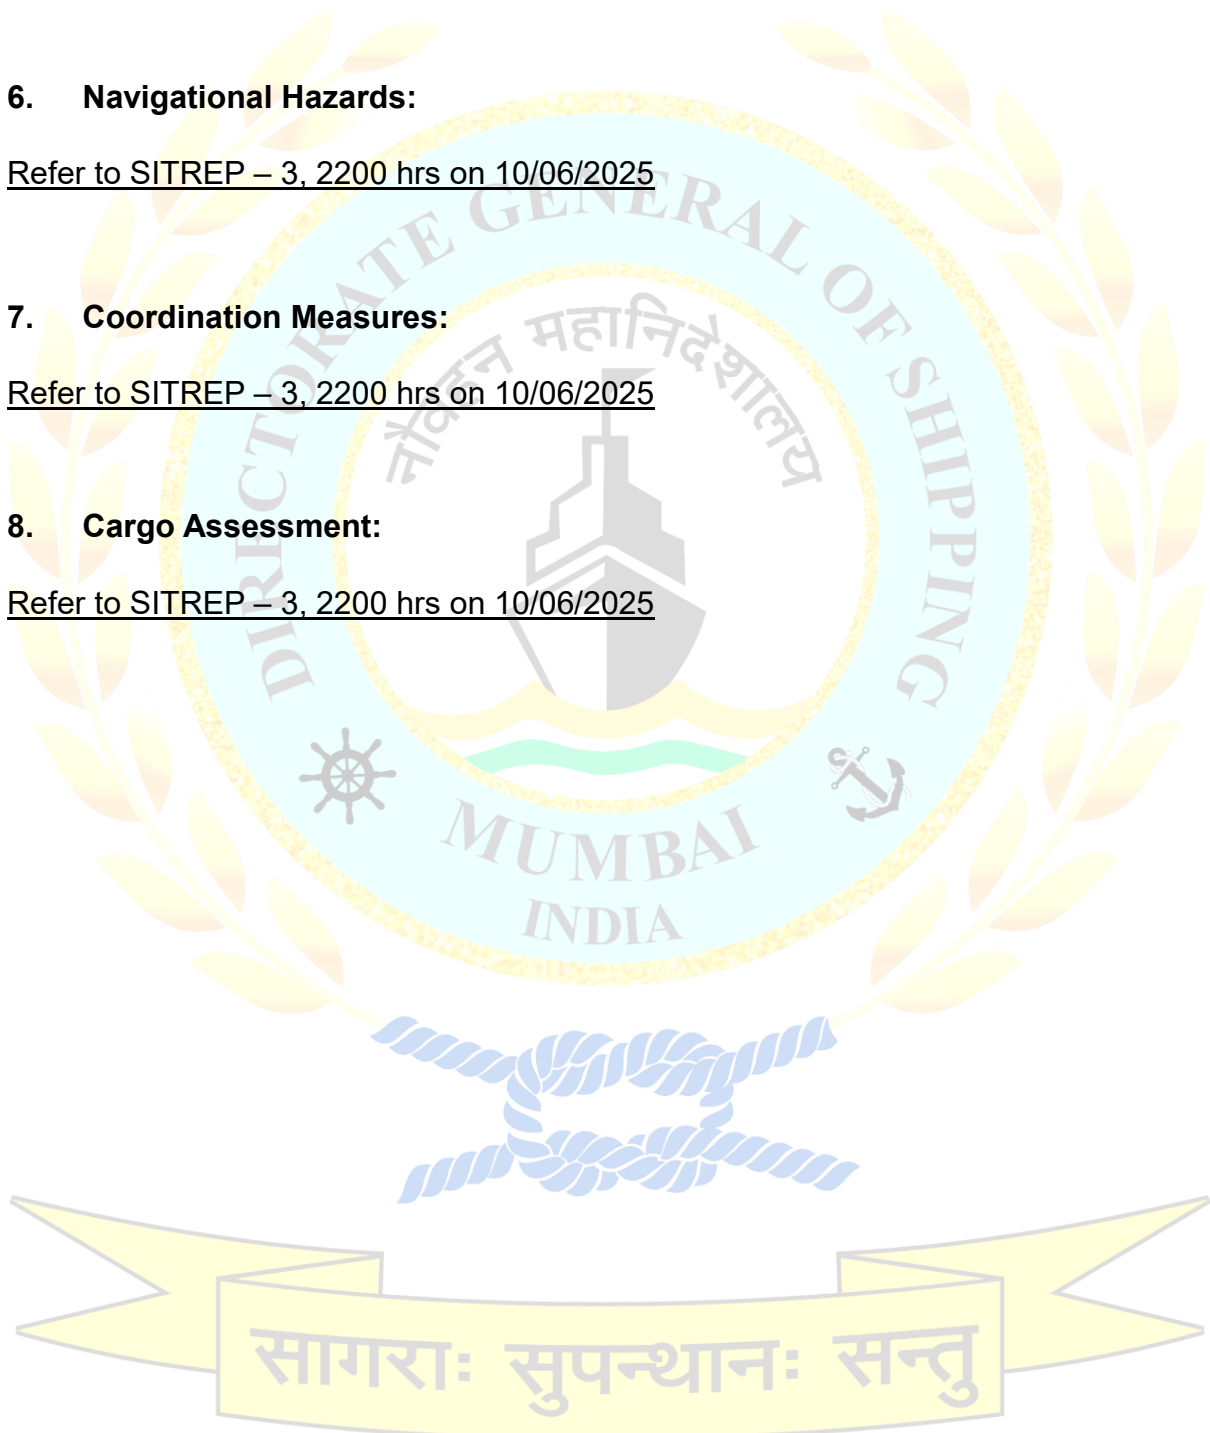 6. Navigational Hazards:
Refer to SITREP – 3, 2200 hrs on 10/06/2025
7. Coordination Measures:
Refer to SITREP – 3, 2200 hrs on 10/06/2025
8. Cargo Assessment:
Refer to SITREP – 3, 2200 hrs on 10/06/2025
DIRECTORATE GENERAL OF SHIPPING
नौवहन महानिदेशालय
MUMBAI
INDIA
सागराः सुपन्थानः सन्तु